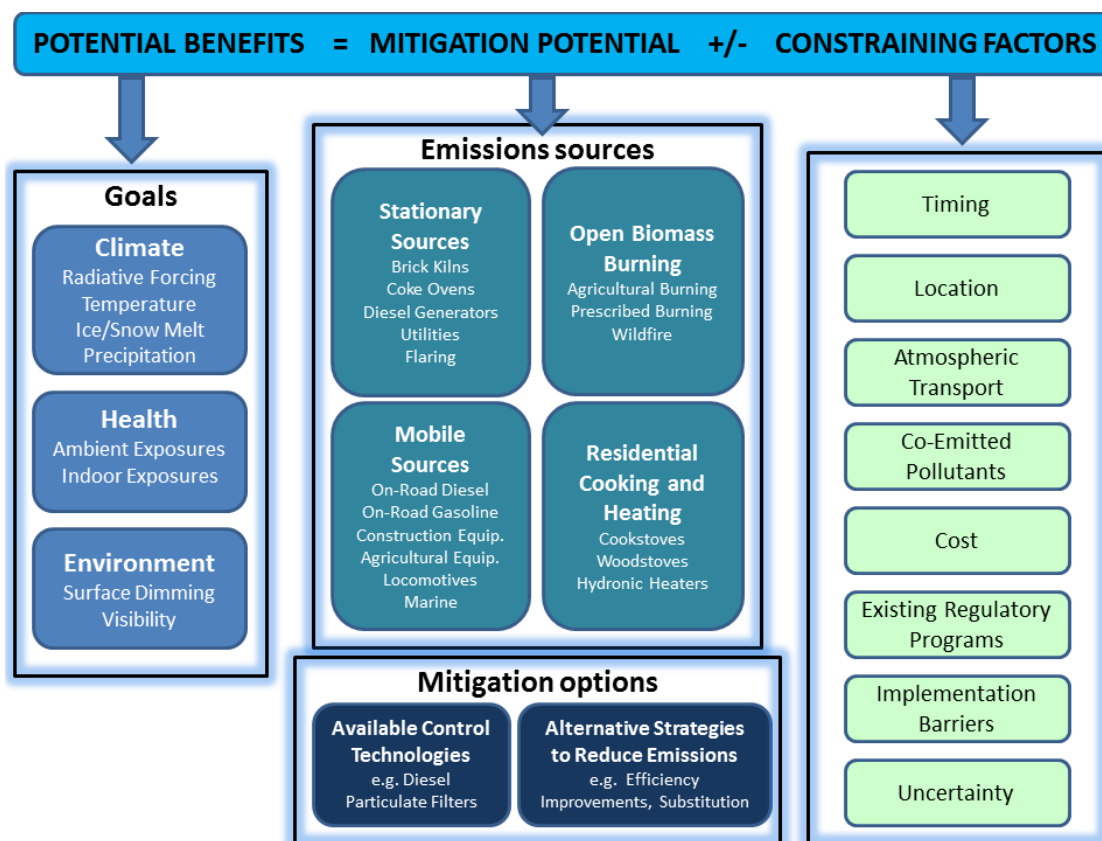 POTENTIAL BENEFITS = MITIGATION POTENTIAL +/- CONSTRAINING FACTORS
Goals
Climate
Radiative Forcing
Temperature
Ice/Snow Melt
Precipitation
Health
Ambient Exposures
Indoor Exposures
Environment
Surface Dimming
Visibility
Emissions sources
Stationary
Sources
Brick Kilns
Coke Ovens
Diesel Generators
Utilities
Flaring
Open Biomass
Burning
Agricultural Burning
Prescribed Burning
Wildfire
Mobile
Sources
On-Road Diesel
On-Road Gasoline
Construction Equip.
Agricultural Equip.
Locomotives
Marine
Residential
Cooking and
Heating
Cookstoves
Woodstoves
Hydronic Heaters
Mitigation options
Available Control
Technologies
e.g. Diesel
Particulate Filters
Alternative Strategies
to Reduce Emissions
e.g. Efficiency
Improvements, Substitution
Timing
Location
Atmospheric
Transport
Co-Emitted
Pollutants
Cost
Existing Regulatory
Programs
Implementation
Barriers
Uncertainty